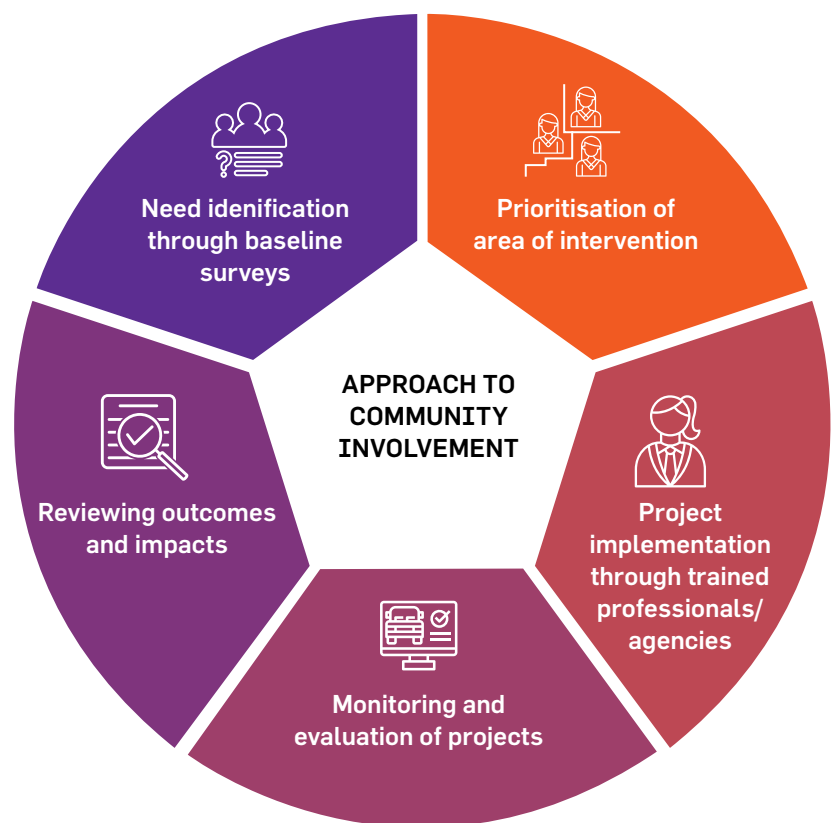 Need idenification
through baseline
surveys
Prioritisation of
area of intervention
APPROACH TO
COMMUNITY
INVOLVEMENT
Project
implementation
through trained
professionals/
agencies
Monitoring and
evaluation of projects
Reviewing outcomes
and impacts